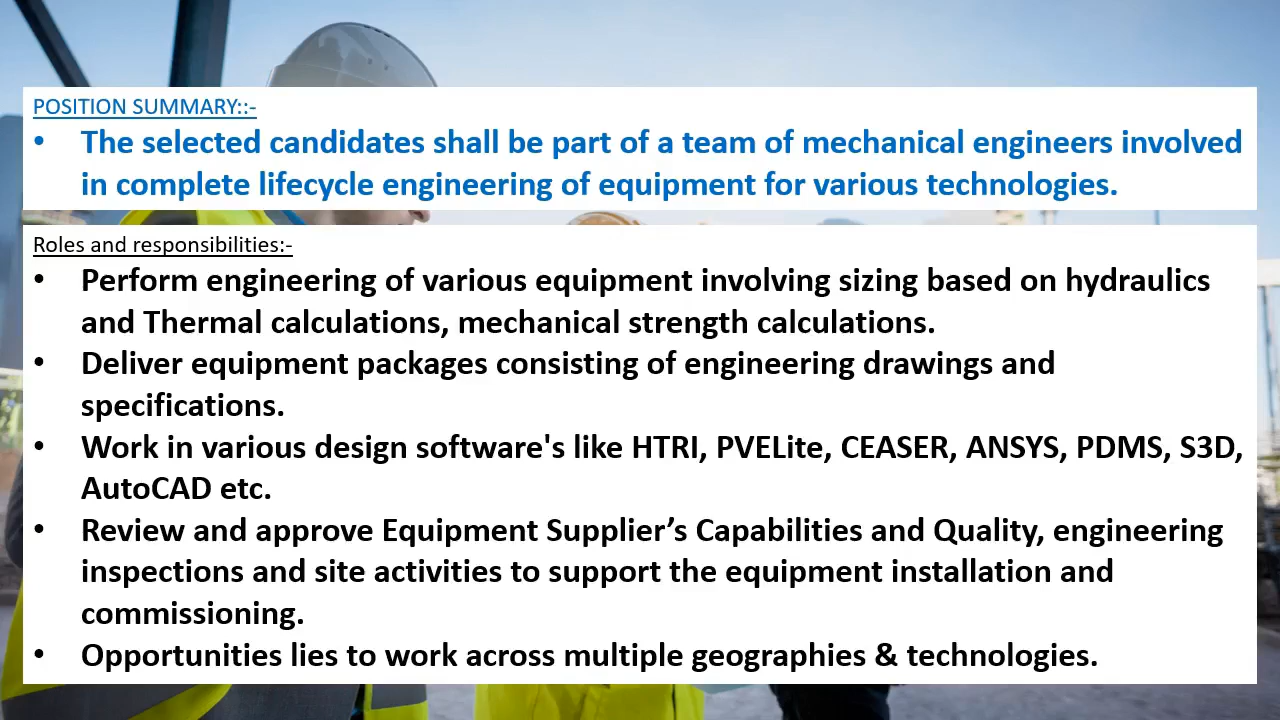 POSITION SUMMARY::-
• The selected candidates shall be part of a team of mechanical engineers involved
in complete lifecycle engineering of equipment for various technologies.
Roles and responsibilities:-
• Perform engineering of various equipment involving sizing based on hydraulics
and Thermal calculations, mechanical strength calculations.
• Deliver equipment packages consisting of engineering drawings and
specifications.
• Work in various design software's like HTRI, PVELite, CEASER, ANSYS, PDMS, S3D,
AutoCAD etc.
• Review and approve Equipment Supplier’s Capabilities and Quality, engineering
inspections and site activities to support the equipment installation and
commissioning.
• Opportunities lies to work across multiple geographies & technologies.